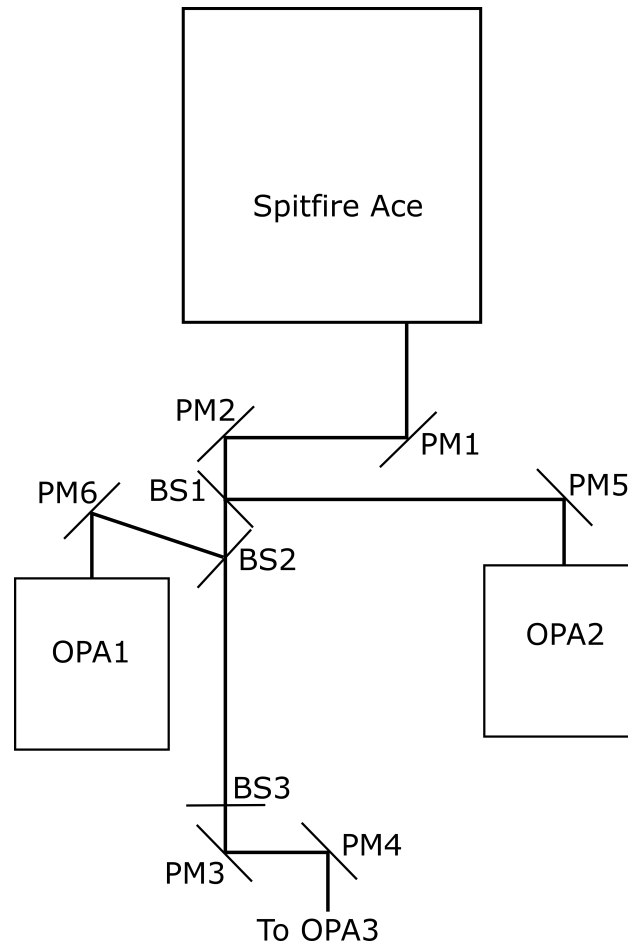 Spitfire Ace
PM2
PM1
PM6
BS1
PM5
BS2
OPA1
OPA2
BS3
PM3
PM4
To OPA3